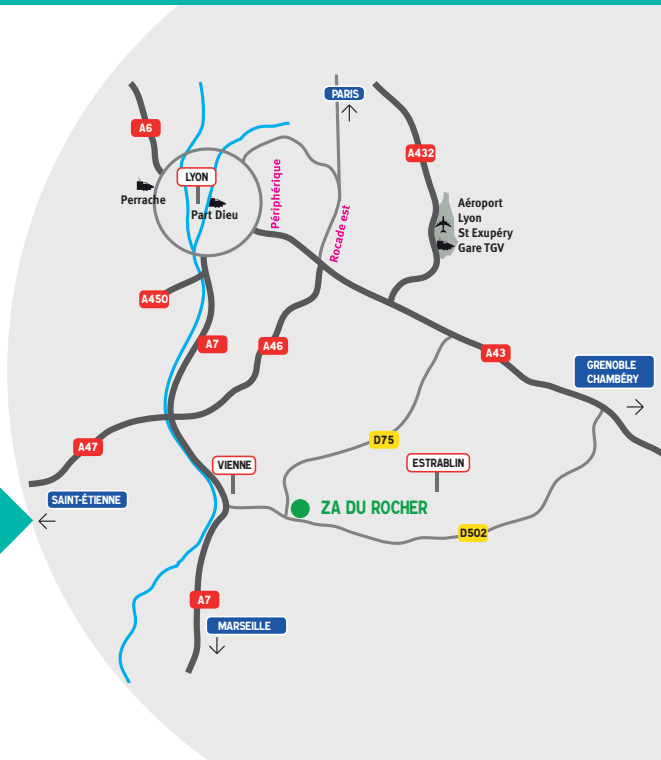 PARIS
A6
A432
LYON
Perrache
Part Dieu
Périphérique
Rocade est
Aéroport
Lyon
St Exupéry
Gare TGV
A450
A7
A46
A43
GRENOBLE
CHAMBÉRY
D75
A47
VIENNE
ESTRABLIN
SAINT-ÉTIENNE
ZA DU ROCHER
D502
A7
MARSEILLE